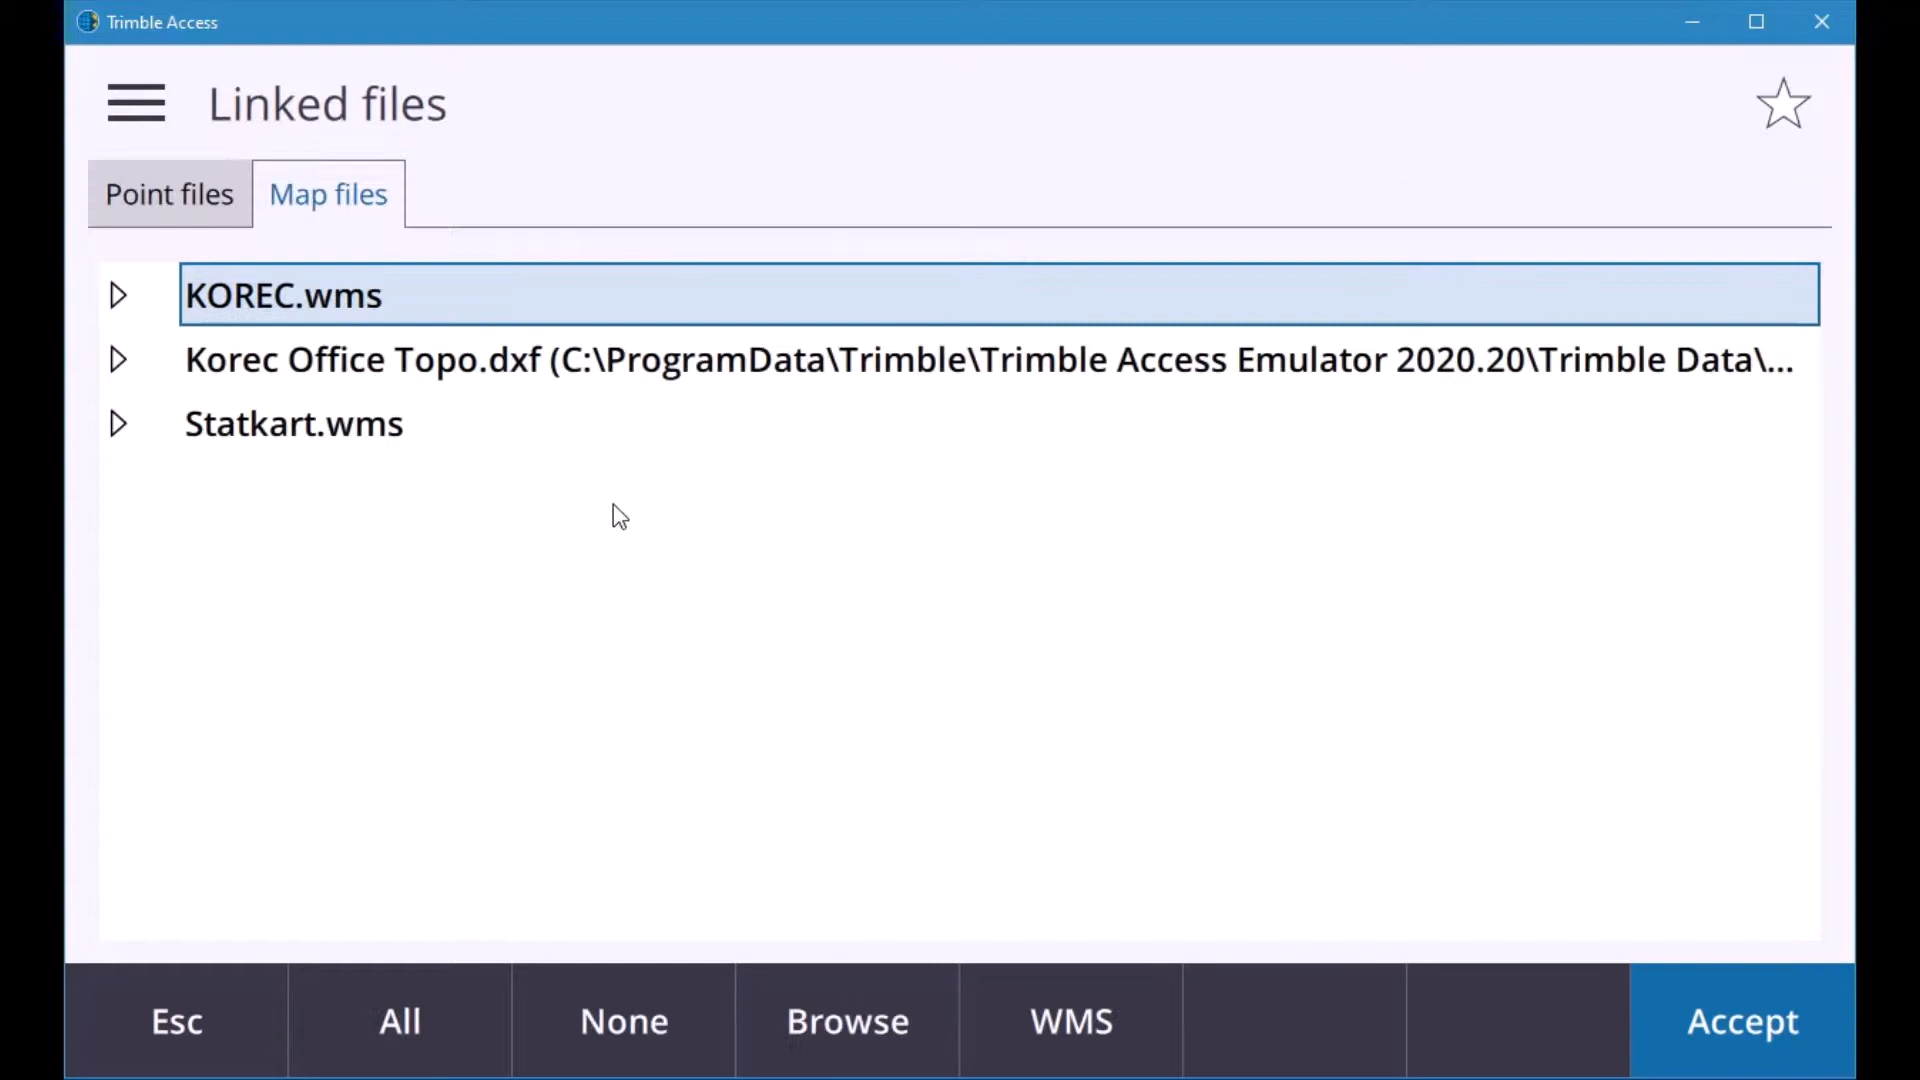 Trimble Access
Linked files
Point files
Map files
KOREC.wms
Korec Office Topo.dxf (C:\ProgramData\Trimble\Trimble Access Emulator 2020.20\Trimble Data\...
Statkart.wms
Esc
All
None
Browse
WMS
Accept